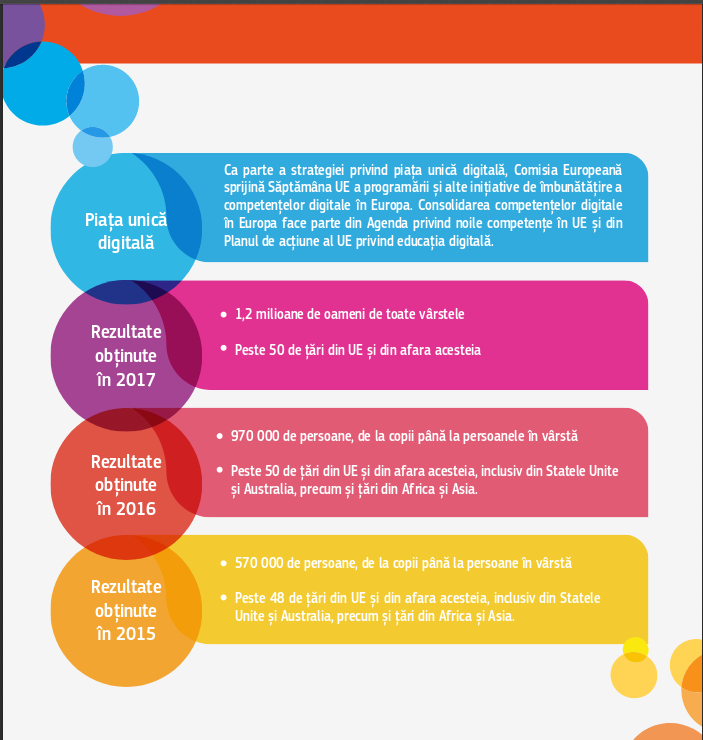 Piața unică
digitală
Ca parte a strategiei privind piața unică digitală, Comisia Europeană
sprijină Săptămâna UE a programării și alte inițiative de îmbunătățire a
competențelor digitale în Europa. Consolidarea competențelor digitale
în Europa face parte din Agenda privind noile competențe în UE și din
Planul de acțiune al UE privind educația digitală.
Rezultate
obținute
în 2017
• 1,2 milioane de oameni de toate vârstele
• Peste 50 de țări din UE și din afara acesteia
Rezultate
obținute
în 2016
• 970 000 de persoane, de la copii până la persoanele în vârstă
• Peste 50 de țări din UE și din afara acesteia, inclusiv din Statele Unite
și Australia, precum și țări din Africa și Asia.
Rezultate
obținute
în 2015
• 570 000 de persoane, de la copii până la persoane în vârstă
• Peste 48 de țări din UE și din afara acesteia, inclusiv din Statele
Unite și Australia, precum și țări din Africa și Asia.